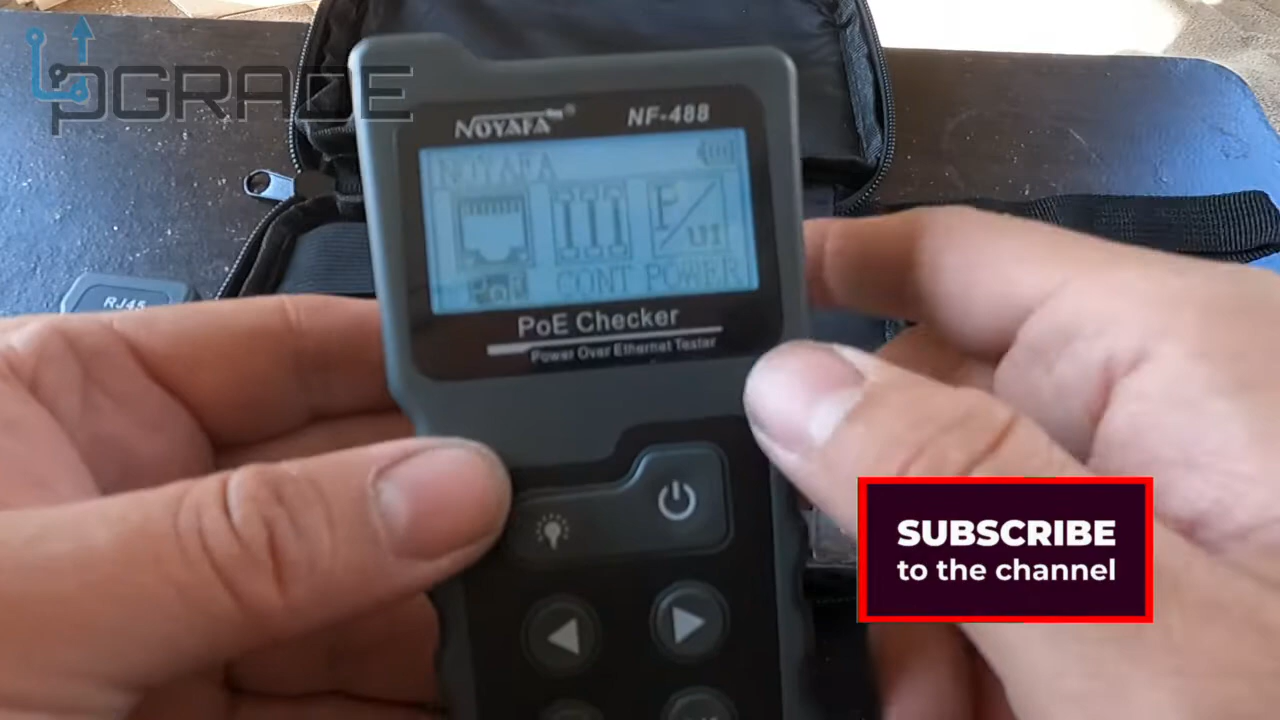 UPGRADE
NOYAFA® NF-488
NOYAFA
P/UI
POE CONT POWER
PoE Checker
Power Over Ethernet Tester
RJ45
SUBSCRIBE
to the channel